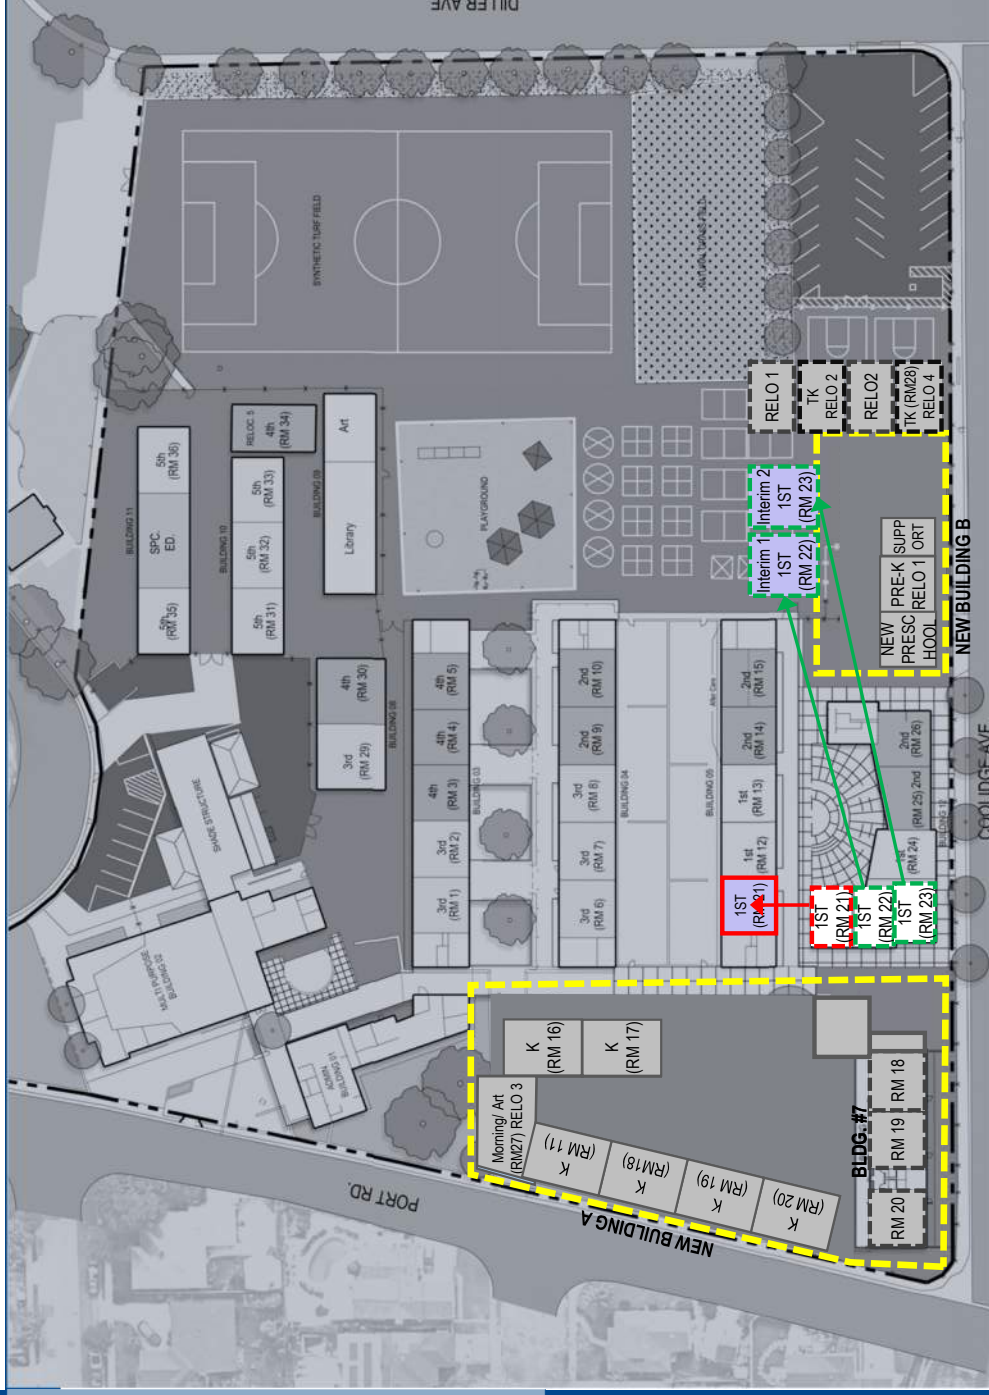 DILLER AVE
SYNTHETIC TURF FIELD
BUILDING 11
5th
(RM 36)
SPC.
ED.
5th
(RM 35)
BUILDING 10
RELOC. 5
4th
(RM 34)
5th
(RM 33)
5th
(RM 32)
5th
(RM 31)
BUILDING 09
Art
Library
PLAYGROUND
4th
(RM 30)
3rd
(RM 29)
BUILDING 08
SHADE STRUCTURE
MULTI PURPOSE
BUILDING 02
ADMIN
BUILDING 01
4th
(RM 5)
4th
(RM 4)
4th
(RM 3)
3rd
(RM 2)
3rd
(RM 1)
BUILDING 03
2nd
(RM 10)
2nd
(RM 9)
3rd
(RM 8)
3rd
(RM 7)
3rd
(RM 6)
BUILDING 04
BUILDING 05
After Care
2nd
(RM 15)
2nd
(RM 14)
1st
(RM 13)
1st
(RM 12)
1ST
RELO 1
TK
RELO 2
RELO2
TK (RM28)
RELO 4
Interim 2
1ST
(RM 23)
Interim 1
1ST
(RM 22)
SUPP
ORT
PRE-K
RELO 1
NEW
PRESC
HOOL
NEW BUILDING B
2nd
(RM 26)
2nd
(RM 25)
1st
(RM 24)
BUILDING 12
1ST
(RM 21)
1ST
(RM 22)
1ST
(RM 23)
COOLIDGE AVE
K
(RM 16)
K
(RM 17)
Morning/ Art
(RM27) RELO 3
K
(RM 11)
K
(RM18)
K
(RM 19)
K
(RM 20)
NEW BUILDING A
BLDG. #7
RM 18
RM 19
RM 20
PORT RD.